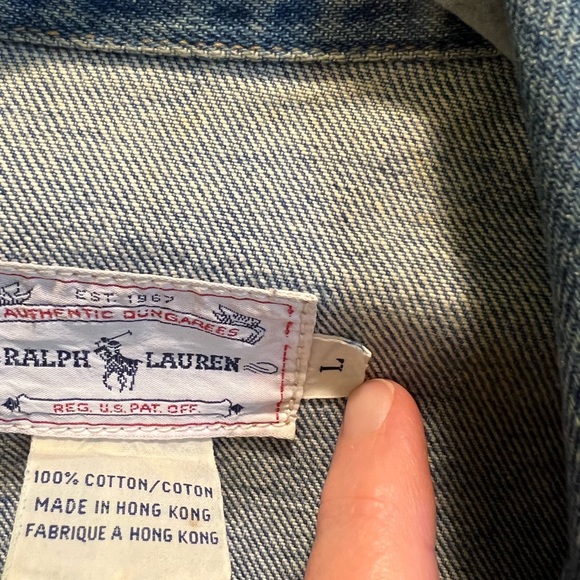 EST. 1967
AUTHENTIC DUNGAREES
RALPH LAUREN
REG. U.S. PAT. OFF.
L
100% COTTON/COTON
MADE IN HONG KONG
FABRIQUE A HONG KONG